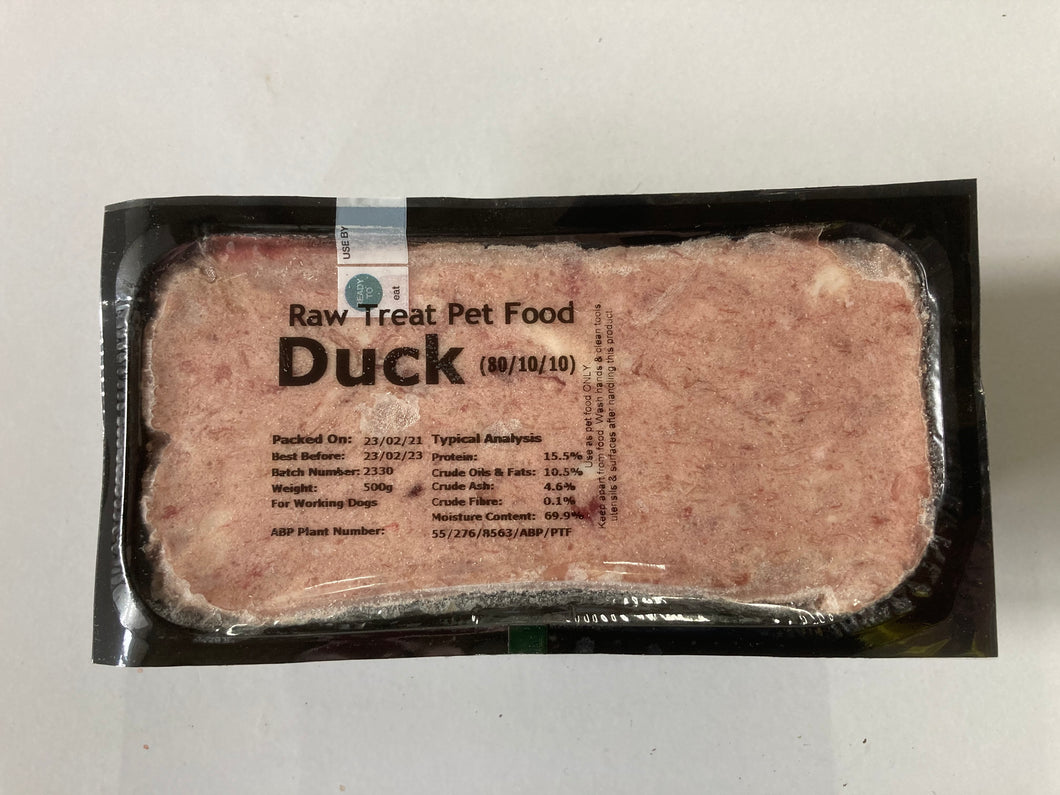 USE BY
READY
TO
eat
Raw Treat Pet Food
Duck (80/10/10)
Packed On: 23/02/21
Best Before: 23/02/23
Batch Number: 2330
Weight: 500g
For Working Dogs
ABP Plant Number: 55/276/8563/ABP/PTF
Typical Analysis
Protein: 15.5%
Crude Oils & Fats: 10.5%
Crude Ash: 4.6%
Crude Fibre: 0.1%
Moisture Content: 69.9%
Use as pet food ONLY
Keep apart from food. Wash hands & clean tools,
utensils & surfaces after handling this product